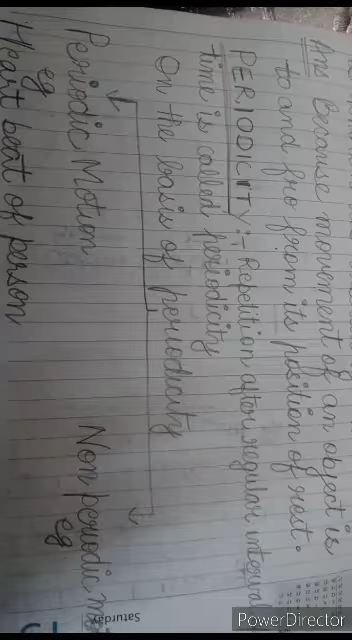 Ans Because movement of an object is
to and fro from its position of rest.
PERIODICITY :- Repetition after regular interval
time is called periodicity
On the basis of periodicity
Periodic Motion
eg
Heart beat of person
Non periodic mo
eg
Saturday
PowerDirector